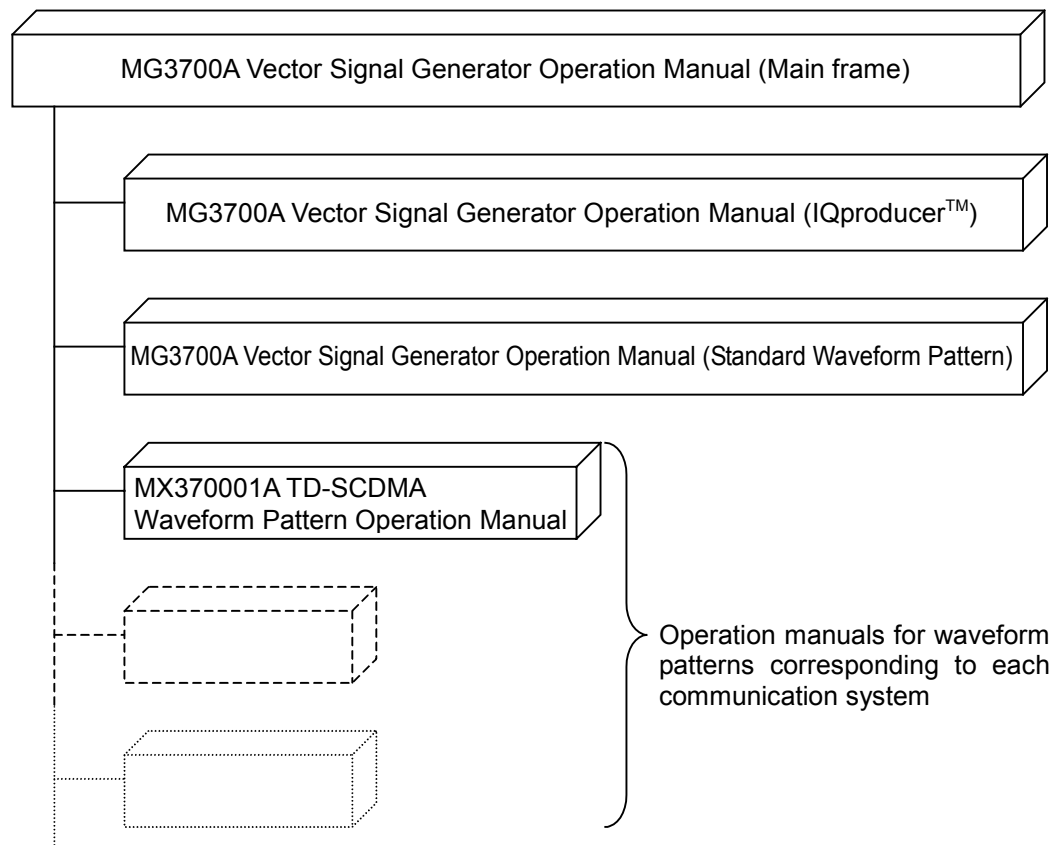 MG3700A Vector Signal Generator Operation Manual (Main frame)
MG3700A Vector Signal Generator Operation Manual (IQproducer™)
MG3700A Vector Signal Generator Operation Manual (Standard Waveform Pattern)
MX370001A TD-SCDMA
Waveform Pattern Operation Manual
Operation manuals for waveform
patterns corresponding to each
communication system